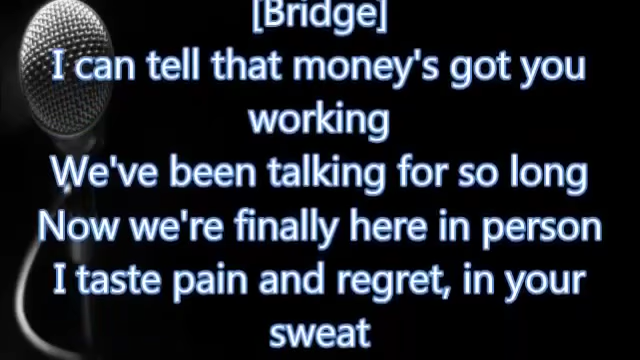 [Bridge]
I can tell that money's got you
working
We've been talking for so long
Now we're finally here in person
I taste pain and regret, in your
sweat